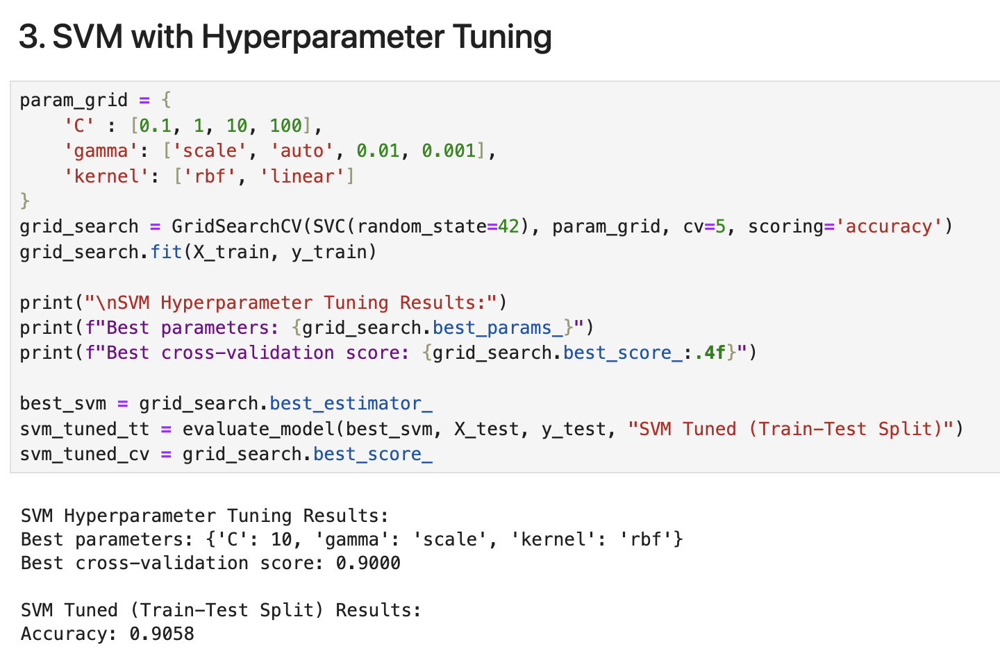 3. SVM with Hyperparameter Tuning
param_grid = {
    'C' : [0.1, 1, 10, 100],
    'gamma': ['scale', 'auto', 0.01, 0.001],
    'kernel': ['rbf', 'linear']
}
grid_search = GridSearchCV(SVC(random_state=42), param_grid, cv=5, scoring='accuracy')
grid_search.fit(X_train, y_train)

print("\nSVM Hyperparameter Tuning Results:")
print(f"Best parameters: {grid_search.best_params_}")
print(f"Best cross-validation score: {grid_search.best_score_:.4f}")

best_svm = grid_search.best_estimator_
svm_tuned_tt = evaluate_model(best_svm, X_test, y_test, "SVM Tuned (Train-Test Split)")
svm_tuned_cv = grid_search.best_score_

SVM Hyperparameter Tuning Results:
Best parameters: {'C': 10, 'gamma': 'scale', 'kernel': 'rbf'}
Best cross-validation score: 0.9000

SVM Tuned (Train-Test Split) Results:
Accuracy: 0.9058